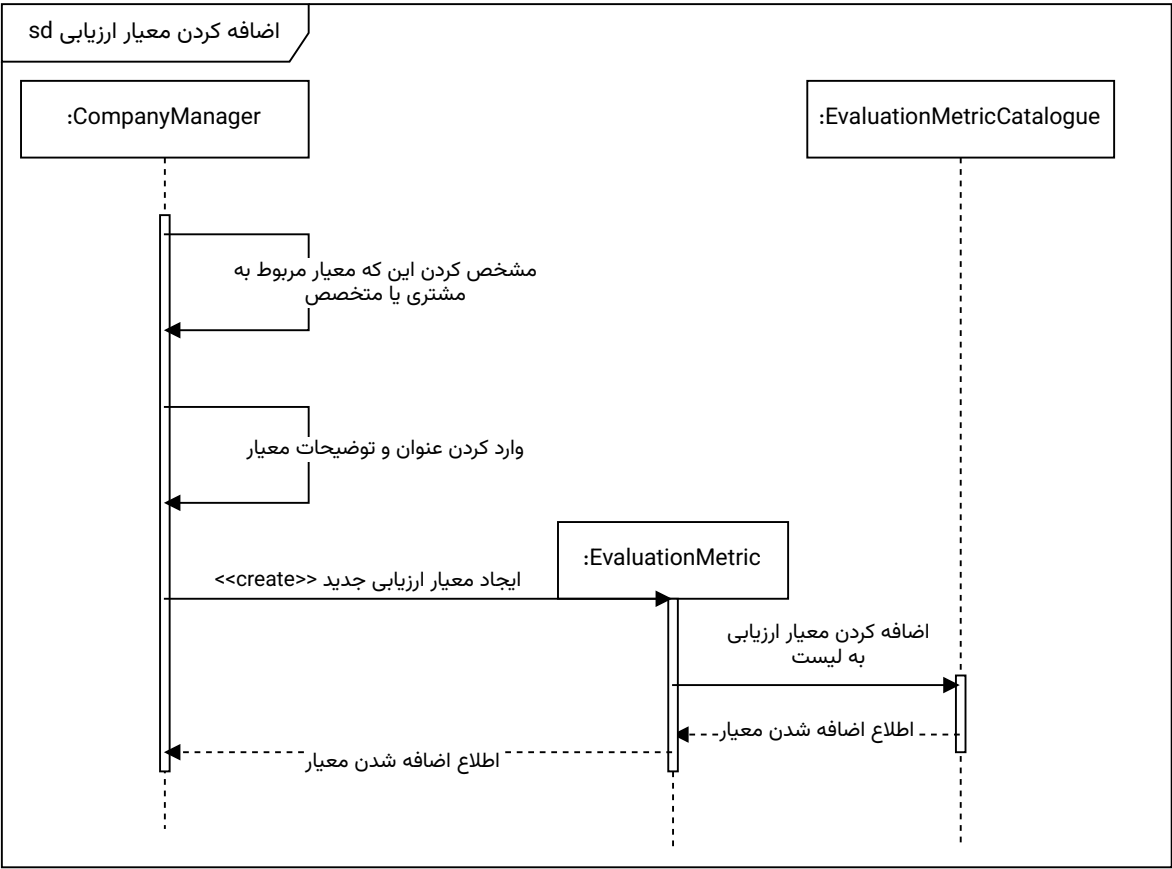 اضافه کردن معیار ارزیابی sd
:CompanyManager
:EvaluationMetricCatalogue
مشخص کردن این که معیار مربوط به
مشتری یا متخصص
وارد کردن عنوان و توضیحات معیار
:EvaluationMetric
ایجاد معیار ارزیابی جدید <<create>>
اضافه کردن معیار ارزیابی
به لیست
اطلاع اضافه شدن معیار
اطلاع اضافه شدن معیار